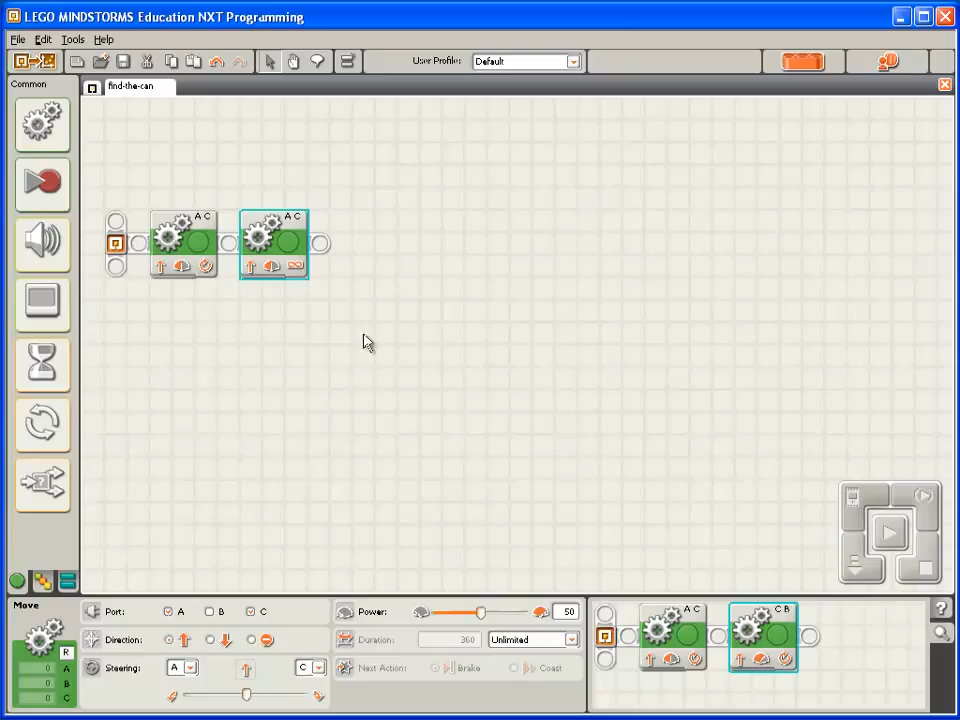 LEGO MINDSTORMS Education NXT Programming
File Edit Tools Help
User Profile: Default
Common
find-the-can
A C
A C
Move
R
0 A
0 B
0 C
Port: A B C
Direction:
Steering: A C
Power: 50
Duration: 360 Unlimited
Next Action: Brake Coast
A C
C B
?